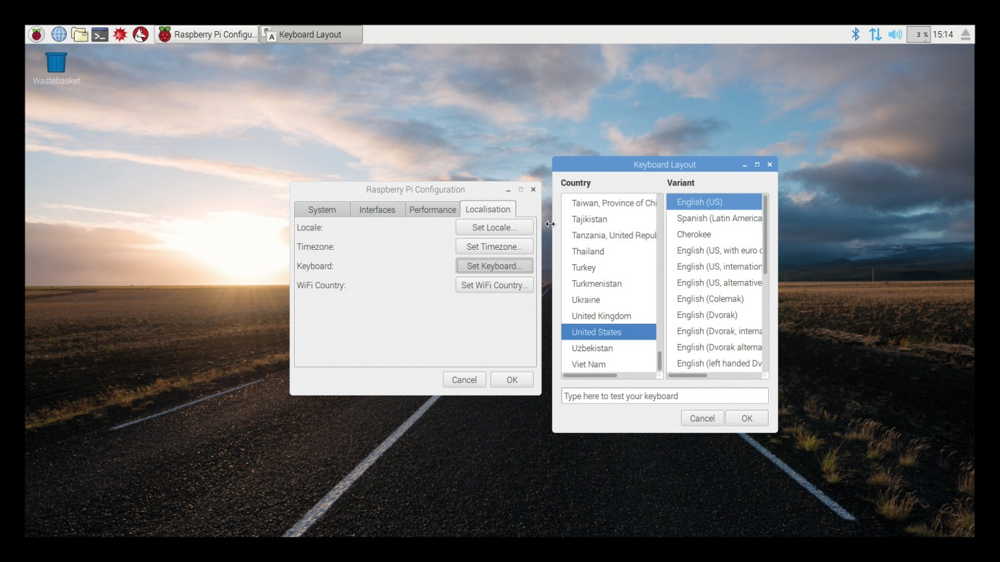 Raspberry Pi Configu... Keyboard Layout 3 % 15:14
Wastebasket
Raspberry Pi Configuration
System Interfaces Performance Localisation
Locale: Set Locale...
Timezone: Set Timezone...
Keyboard: Set Keyboard...
WiFi Country: Set WiFi Country...
Cancel OK
Keyboard Layout
Country Variant
Taiwan, Province of Chi
Tajikistan
Tanzania, United Repul
Thailand
Turkey
Turkmenistan
Ukraine
United Kingdom
United States
Uzbekistan
Viet Nam
English (US)
Spanish (Latin America
Cherokee
English (US, with euro
English (US, internation
English (US, alternative
English (Colemak)
English (Dvorak)
English (Dvorak, interna
English (Dvorak alterna
English (left handed Dv
Type here to test your keyboard
Cancel OK